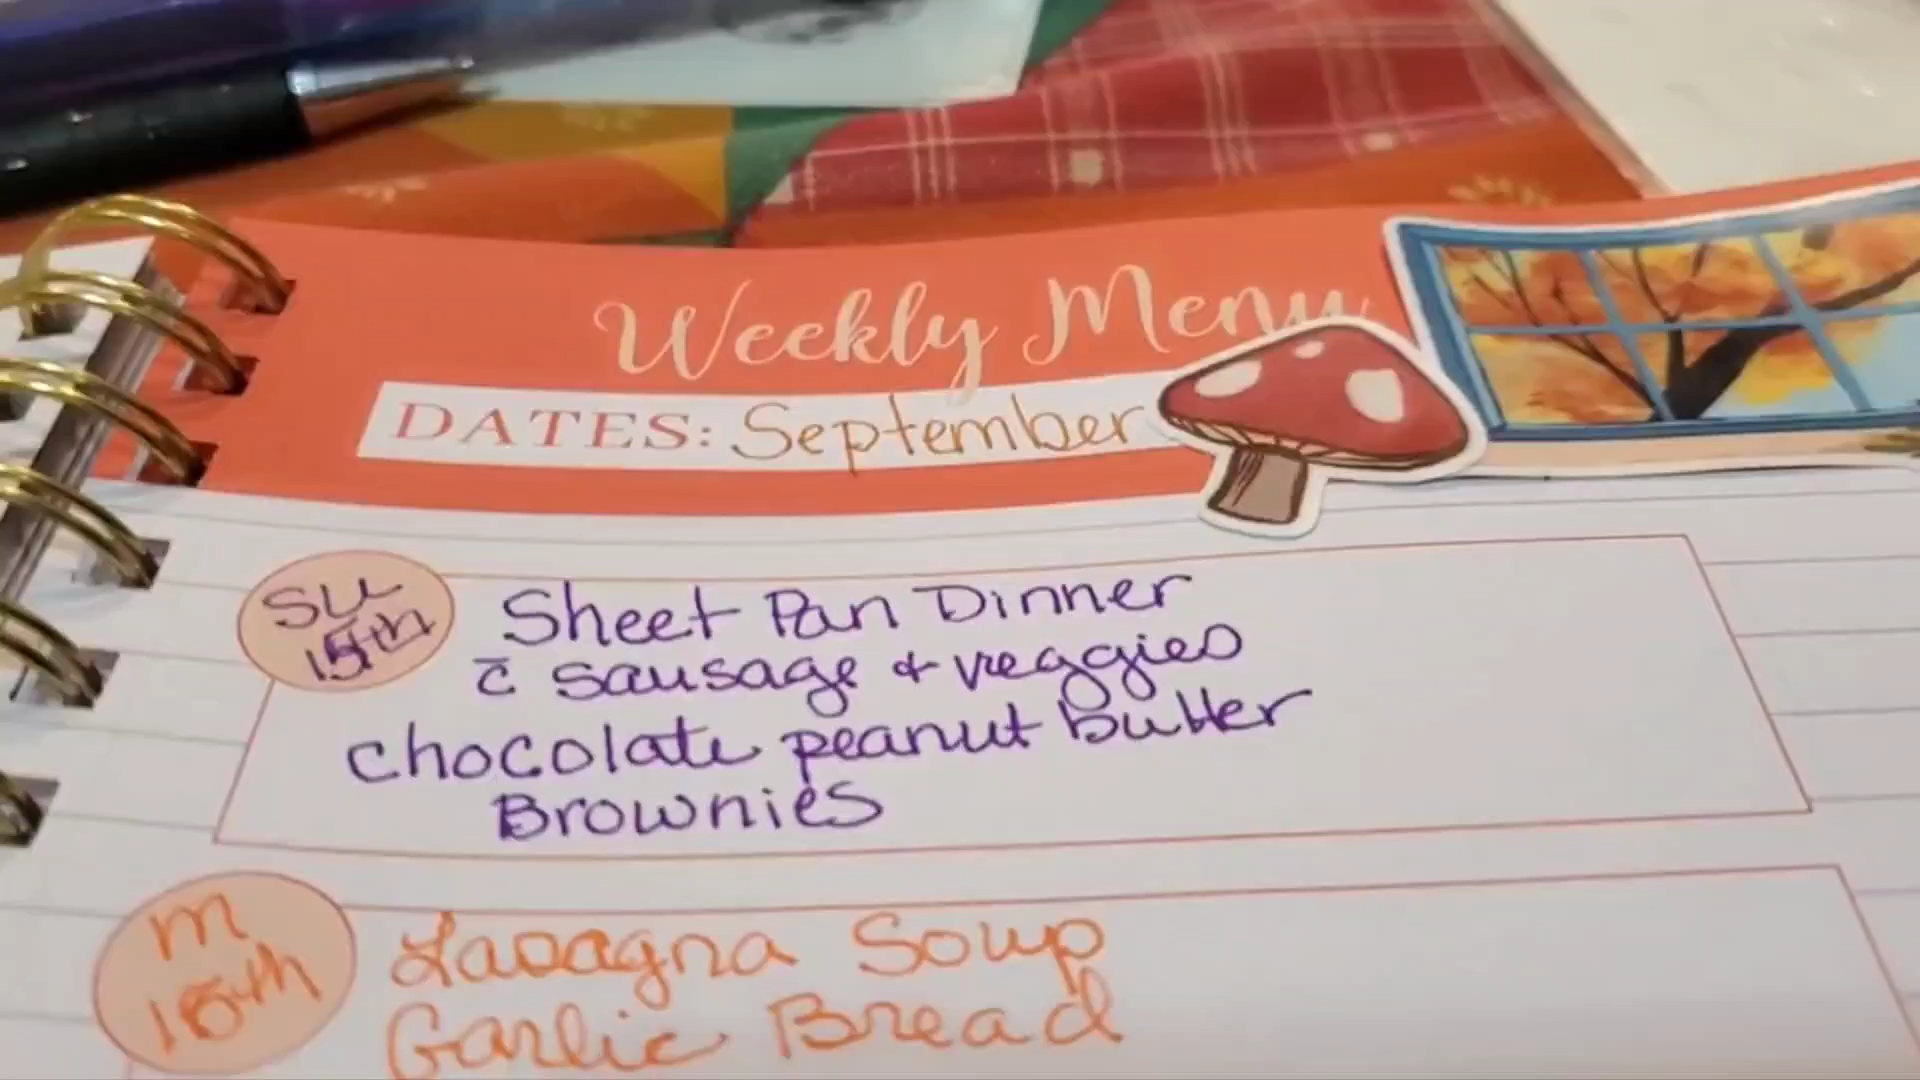 Weekly Menu
DATES: September
Su
15th
Sheet Pan Dinner
c̄ sausage & veggies
chocolate peanut Butter
Brownies
m
16th
Lasagna Soup
Garlic Bread